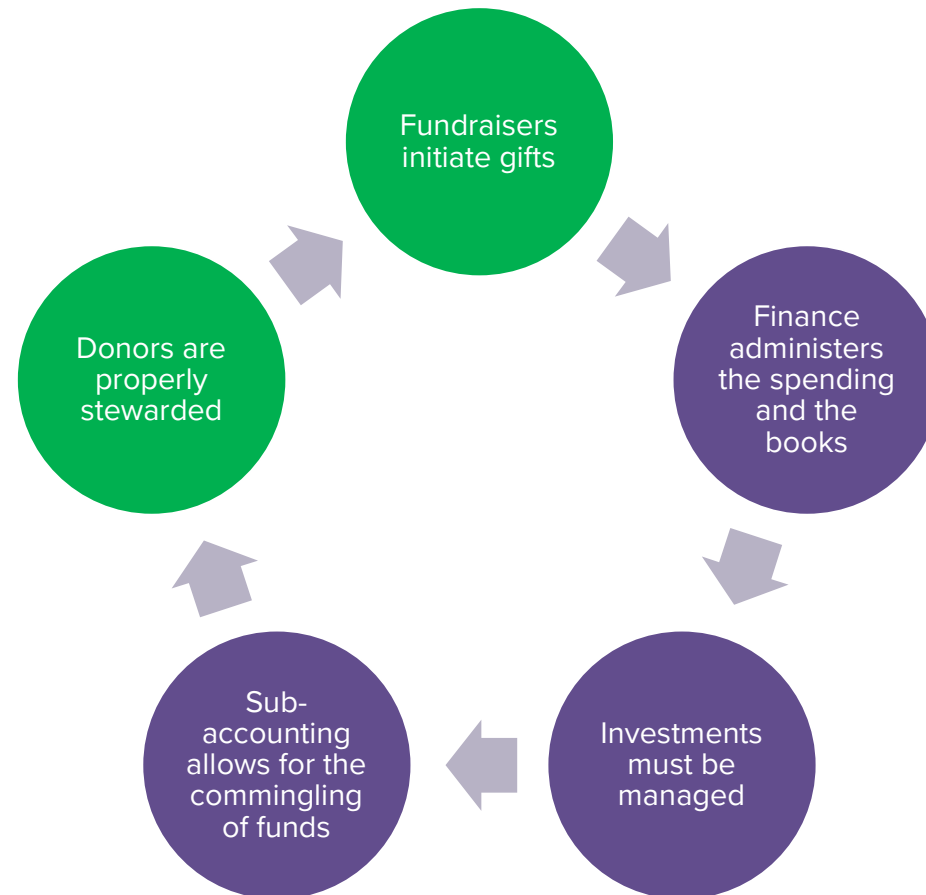 Fundraisers
initiate gifts
Finance
administers
the spending
and the
books
Investments
must be
managed
Sub-
accounting
allows for the
commingling
of funds
Donors are
properly
stewarded